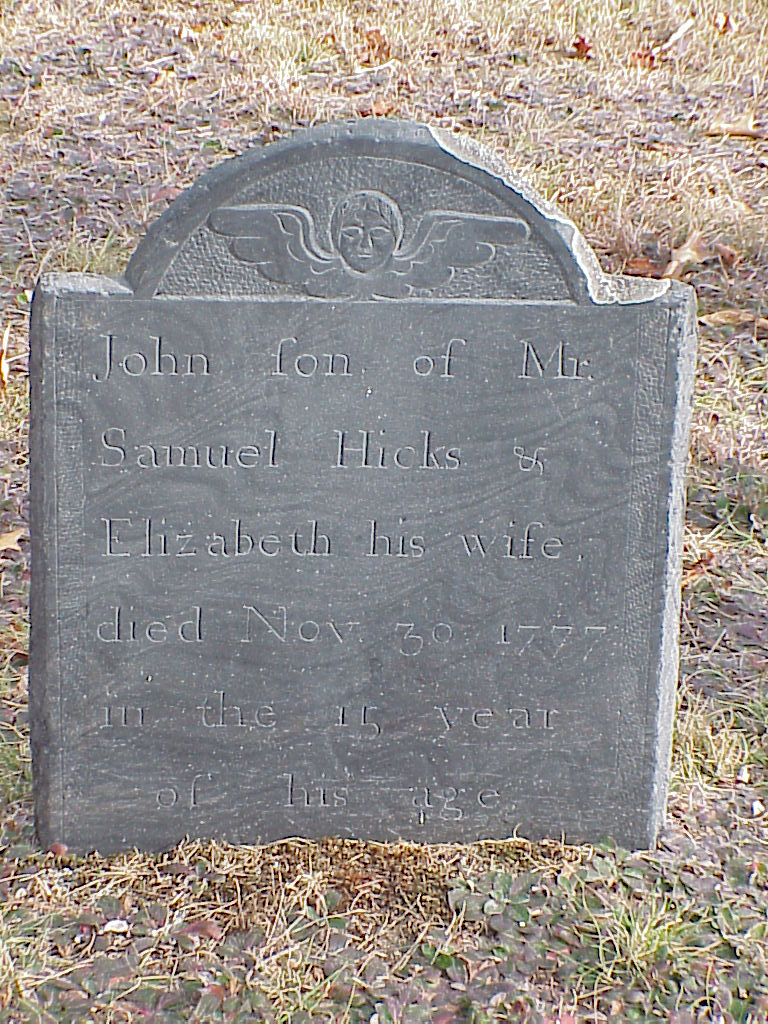 John ſon of Mr.
Samuel Hicks &
Elizabeth his wife,
died Nov. 30 1777
in the 15 year
of his age.